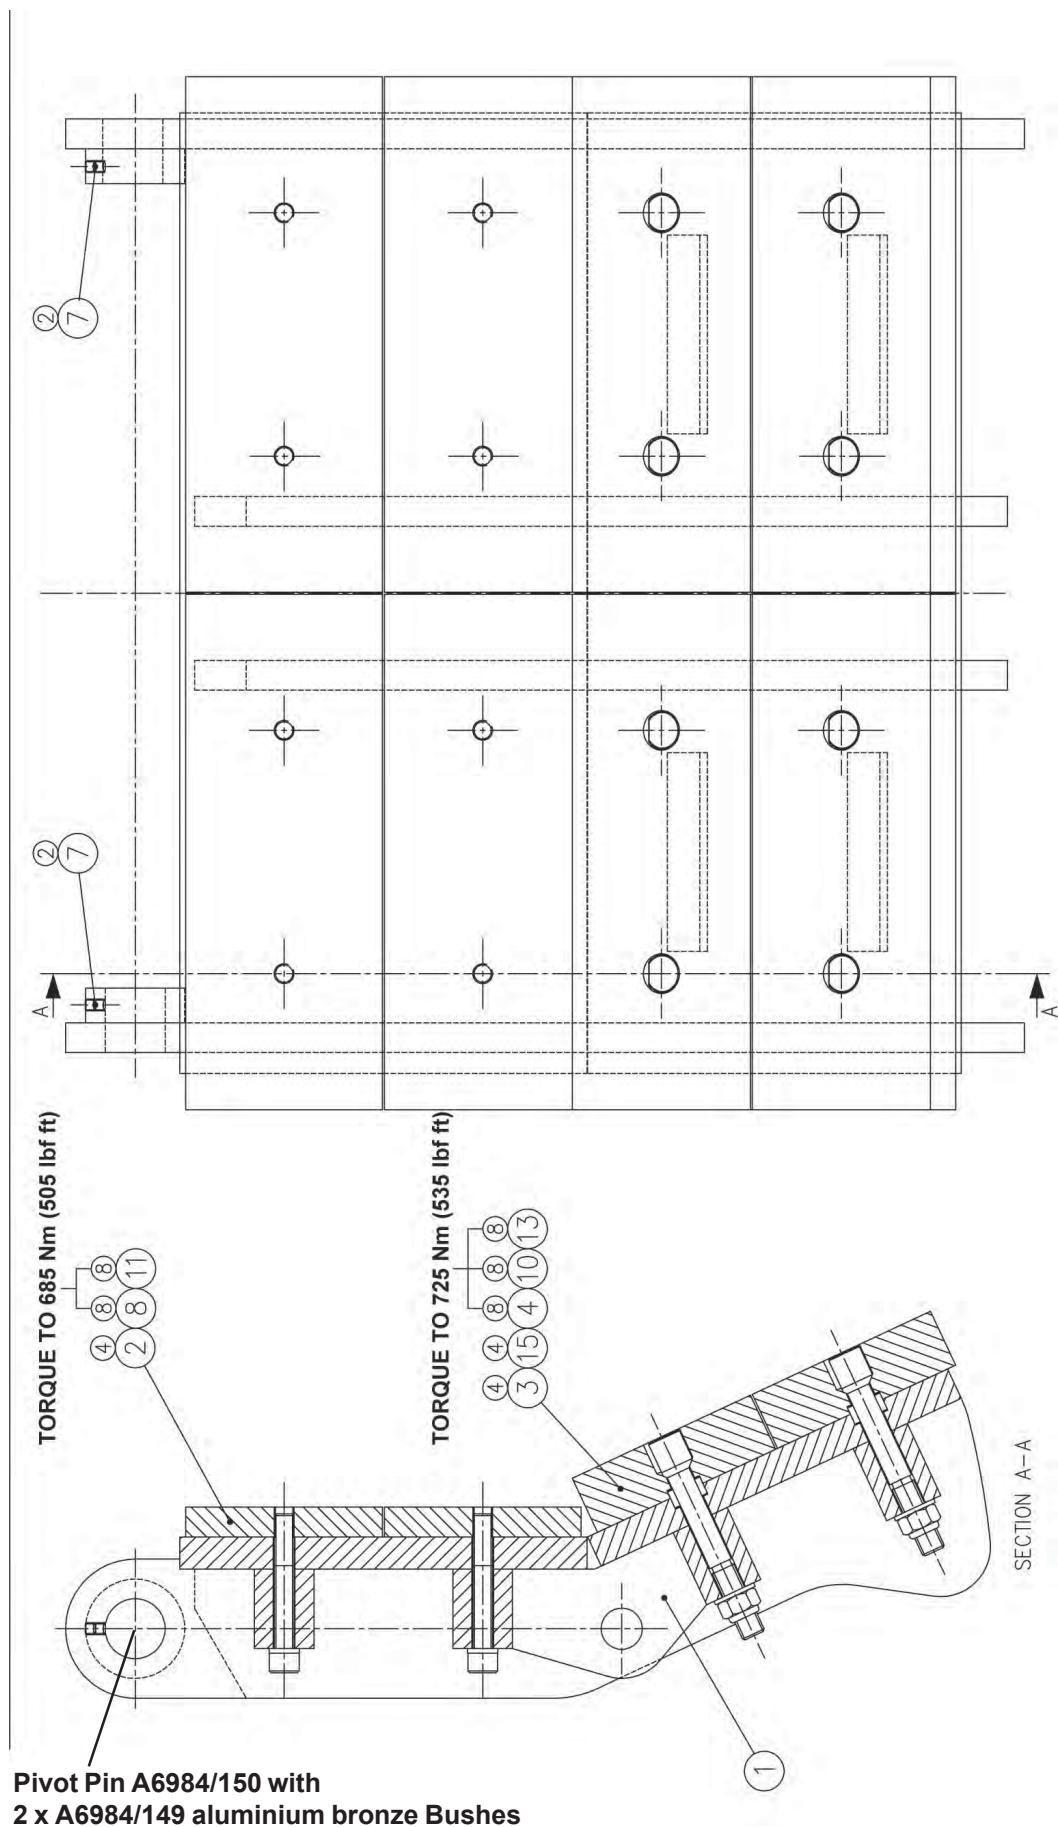 2
7
2
7
A
A
TORQUE TO 685 Nm (505 lbf ft)
8 8
11 8
4
2
TORQUE TO 725 Nm (535 lbf ft)
4 4 8 8 8
3 15 4 10 13
SECTION A-A
1
Pivot Pin A6984/150 with
2 x A6984/149 aluminium bronze Bushes